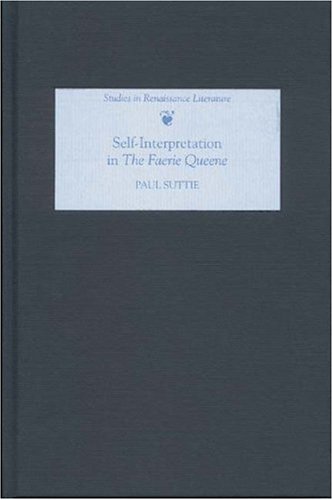 Studies in Renaissance Literature
Self-Interpretation
in The Faerie Queene
PAUL SUTTIE